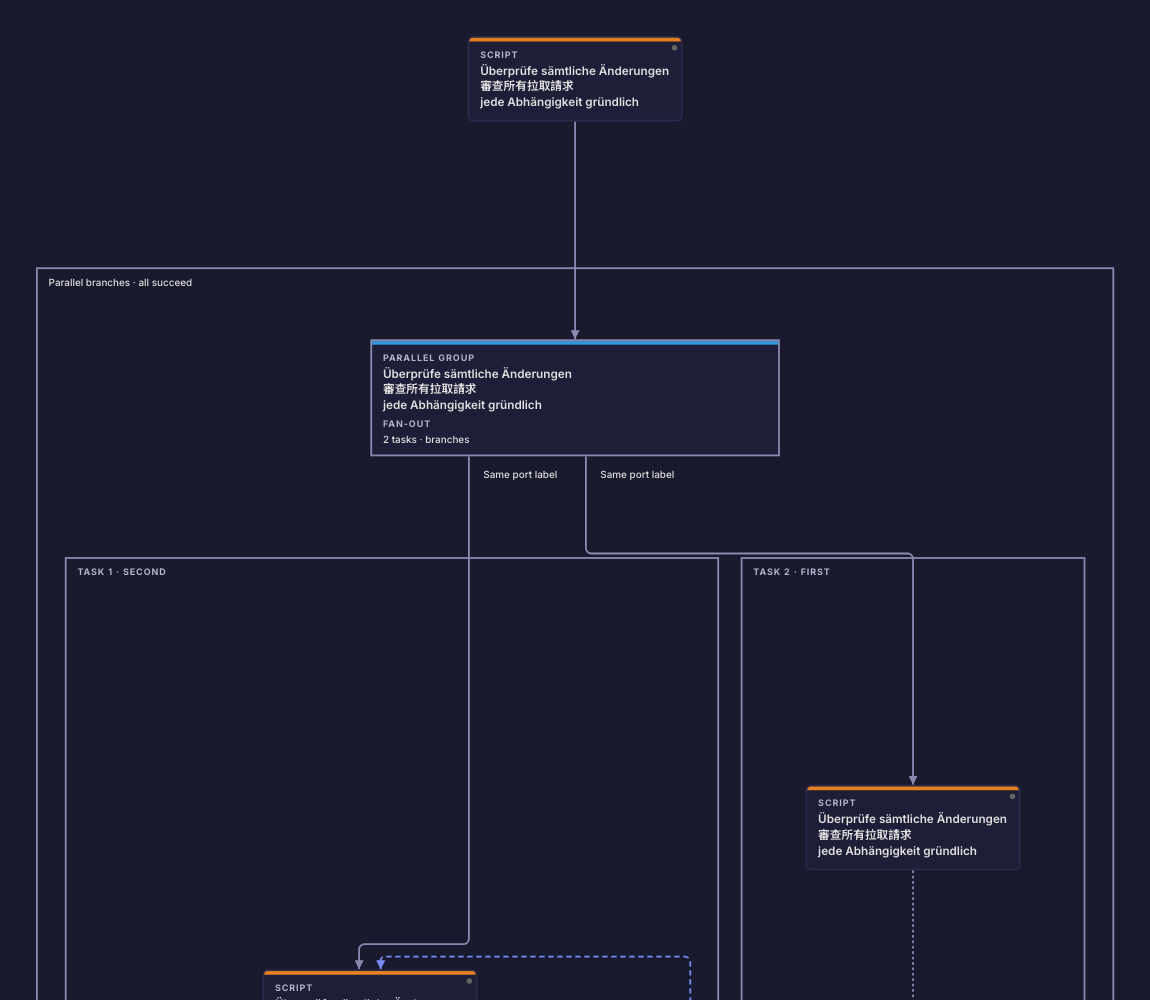 SCRIPT
Überprüfe sämtliche Änderungen
審查所有拉取請求
jede Abhängigkeit gründlich
Parallel branches · all succeed
PARALLEL GROUP
Überprüfe sämtliche Änderungen
審查所有拉取請求
jede Abhängigkeit gründlich
FAN-OUT
2 tasks · branches
Same port label
Same port label
TASK 1 · SECOND
TASK 2 · FIRST
SCRIPT
Überprüfe sämtliche Änderungen
審查所有拉取請求
jede Abhängigkeit gründlich
SCRIPT